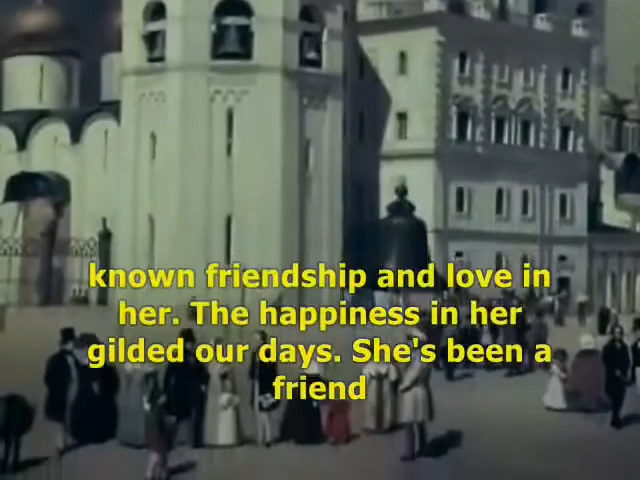 known friendship and love in
her. The happiness in her
gilded our days. She's been a
friend